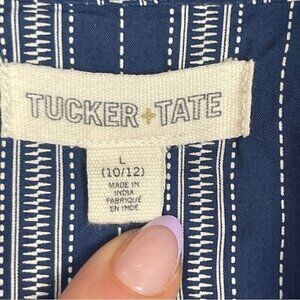 TUCKER + TATE
L
(10/12)
MADE IN
INDIA
FABRIQUÉ
EN INDE